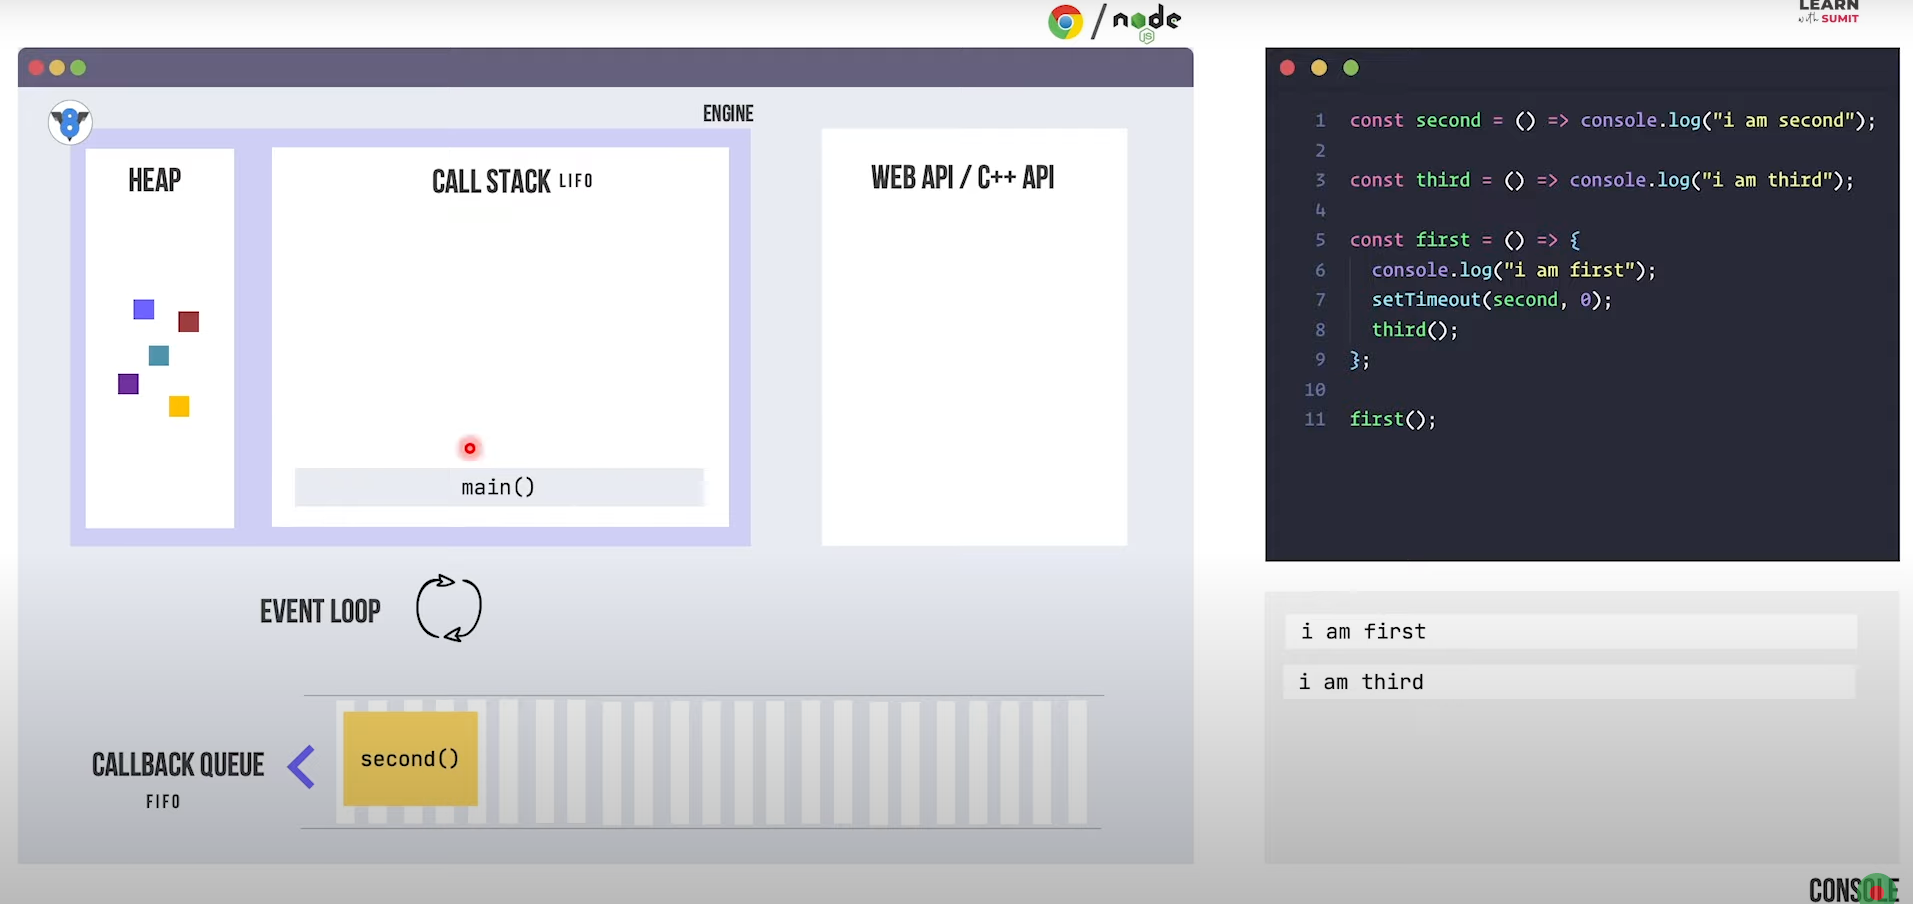 node
JS
LEARN
with SUMIT
ENGINE
8
HEAP
CALL STACK LIFO
WEB API / C++ API
main()
EVENT LOOP
CALLBACK QUEUE
FIFO
second()
1 const second = () => console.log("i am second");
2
3 const third = () => console.log("i am third");
4
5 const first = () => {
6 console.log("i am first");
7 setTimeout(second, 0);
8 third();
9 };
10
11 first();
i am first
i am third
CONSOLE